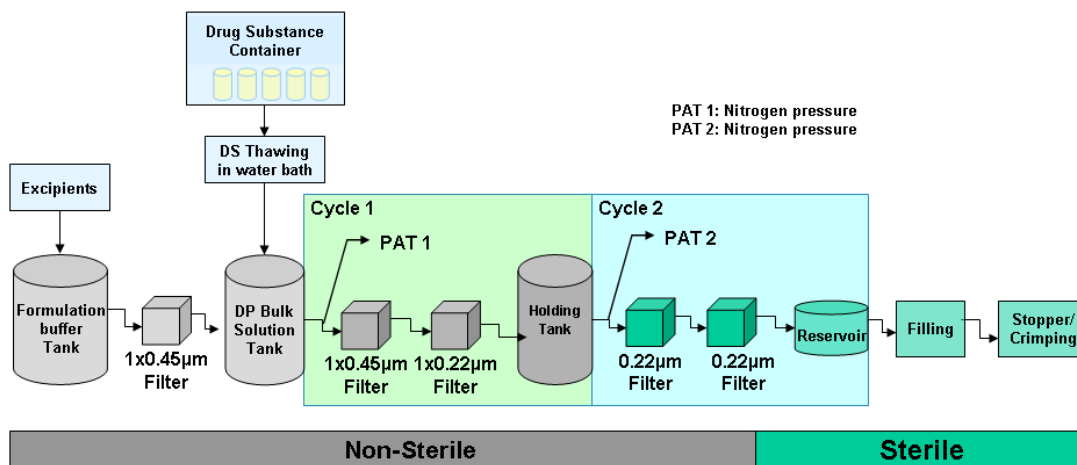 Drug Substance
Container
PAT 1: Nitrogen pressure
PAT 2: Nitrogen pressure
DS Thawing
in water bath
Excipients
Cycle 1
Cycle 2
PAT 1
PAT 2
Formulation
buffer
Tank
1x0.45µm
Filter
DP Bulk
Solution
Tank
1x0.45µm
Filter
1x0.22µm
Filter
Holding
Tank
0.22µm
Filter
0.22µm
Filter
Reservoir
Filling
Stopper/
Crimping
Non-Sterile
Sterile